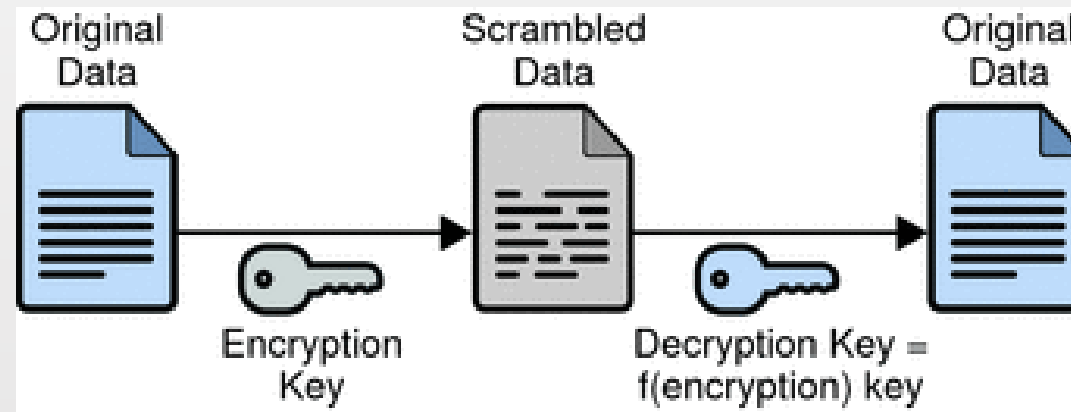 Original
Data
Scrambled
Data
Original
Data
Encryption
Key
Decryption Key =
f(encryption) key